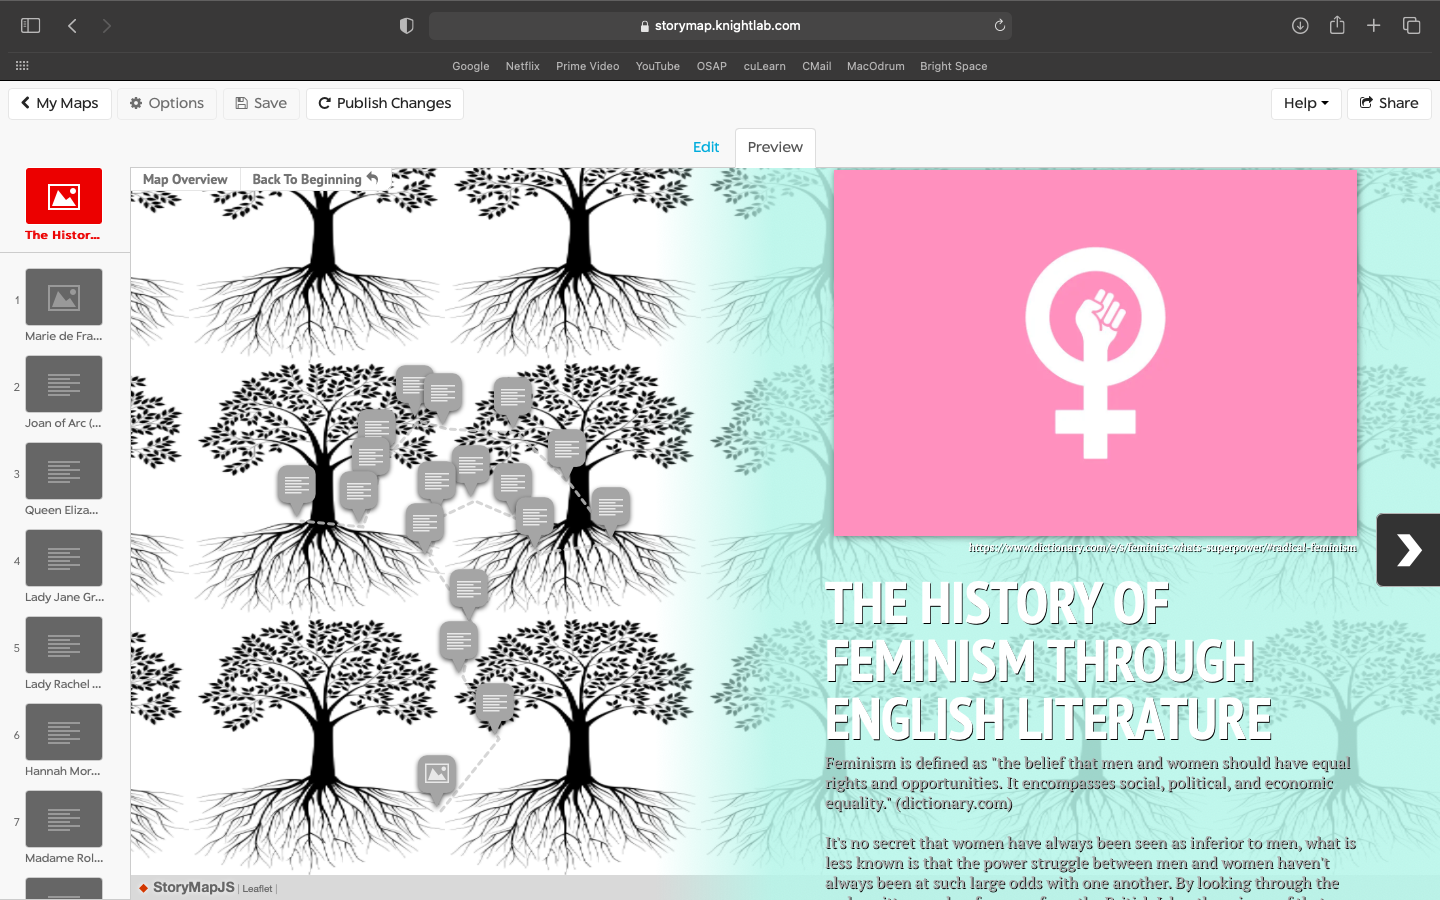 storymap.knightlab.com
Google Netflix Prime Video YouTube OSAP cuLearn CMail MacOdrum Bright Space
My Maps Options Save Publish Changes Help Share
Edit Preview
Map Overview Back To Beginning
The Histor...
1
Marie de Fra...
2
Joan of Arc (...
3
Queen Eliza...
4
Lady Jane Gr...
5
Lady Rachel ...
6
Hannah Mor...
7
Madame Rol...
https://www.dictionary.com/e/s/feminist-whats-superpower/#radical-feminism
THE HISTORY OF
FEMINISM THROUGH
ENGLISH LITERATURE
Feminism is defined as "the belief that men and women should have equal
rights and opportunities. It encompasses social, political, and economic
equality." (dictionary.com)
It's no secret that women have always been seen as inferior to men, what is
less known is that the power struggle between men and women haven't
always been at such large odds with one another. By looking through the
StoryMapJS | Leaflet |